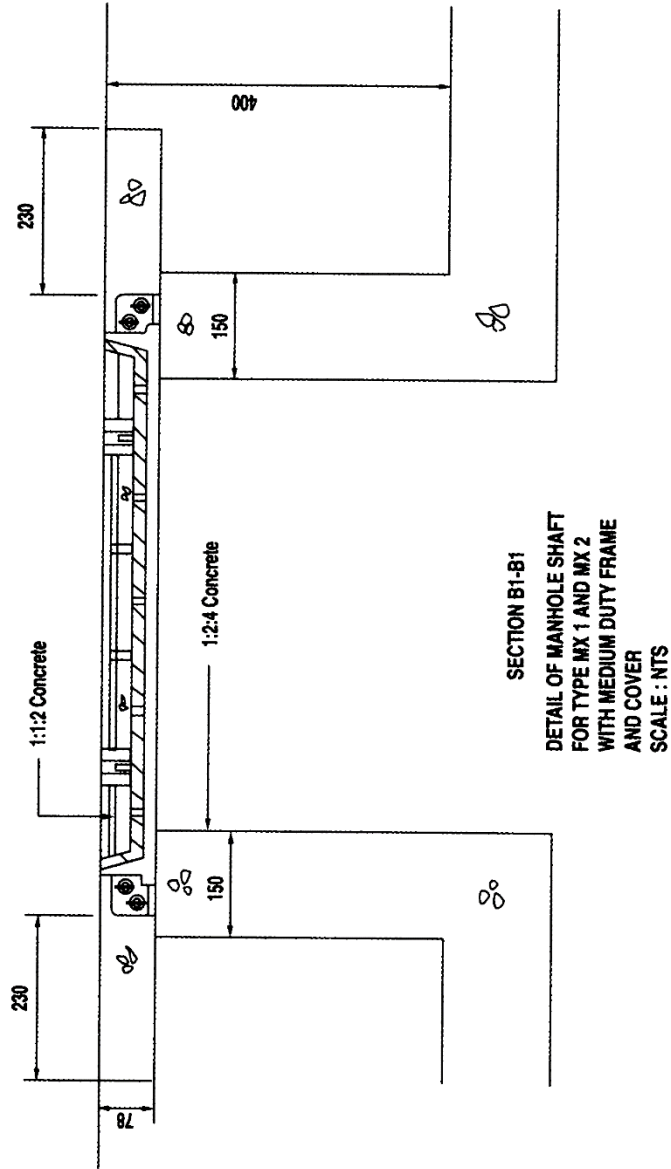 230
230
78
400
1:1:2 Concrete
1:2:4 Concrete
150
150
SECTION B1-B1
DETAIL OF MANHOLE SHAFT
FOR TYPE MX 1 AND MX 2
WITH MEDIUM DUTY FRAME
AND COVER
SCALE : NTS